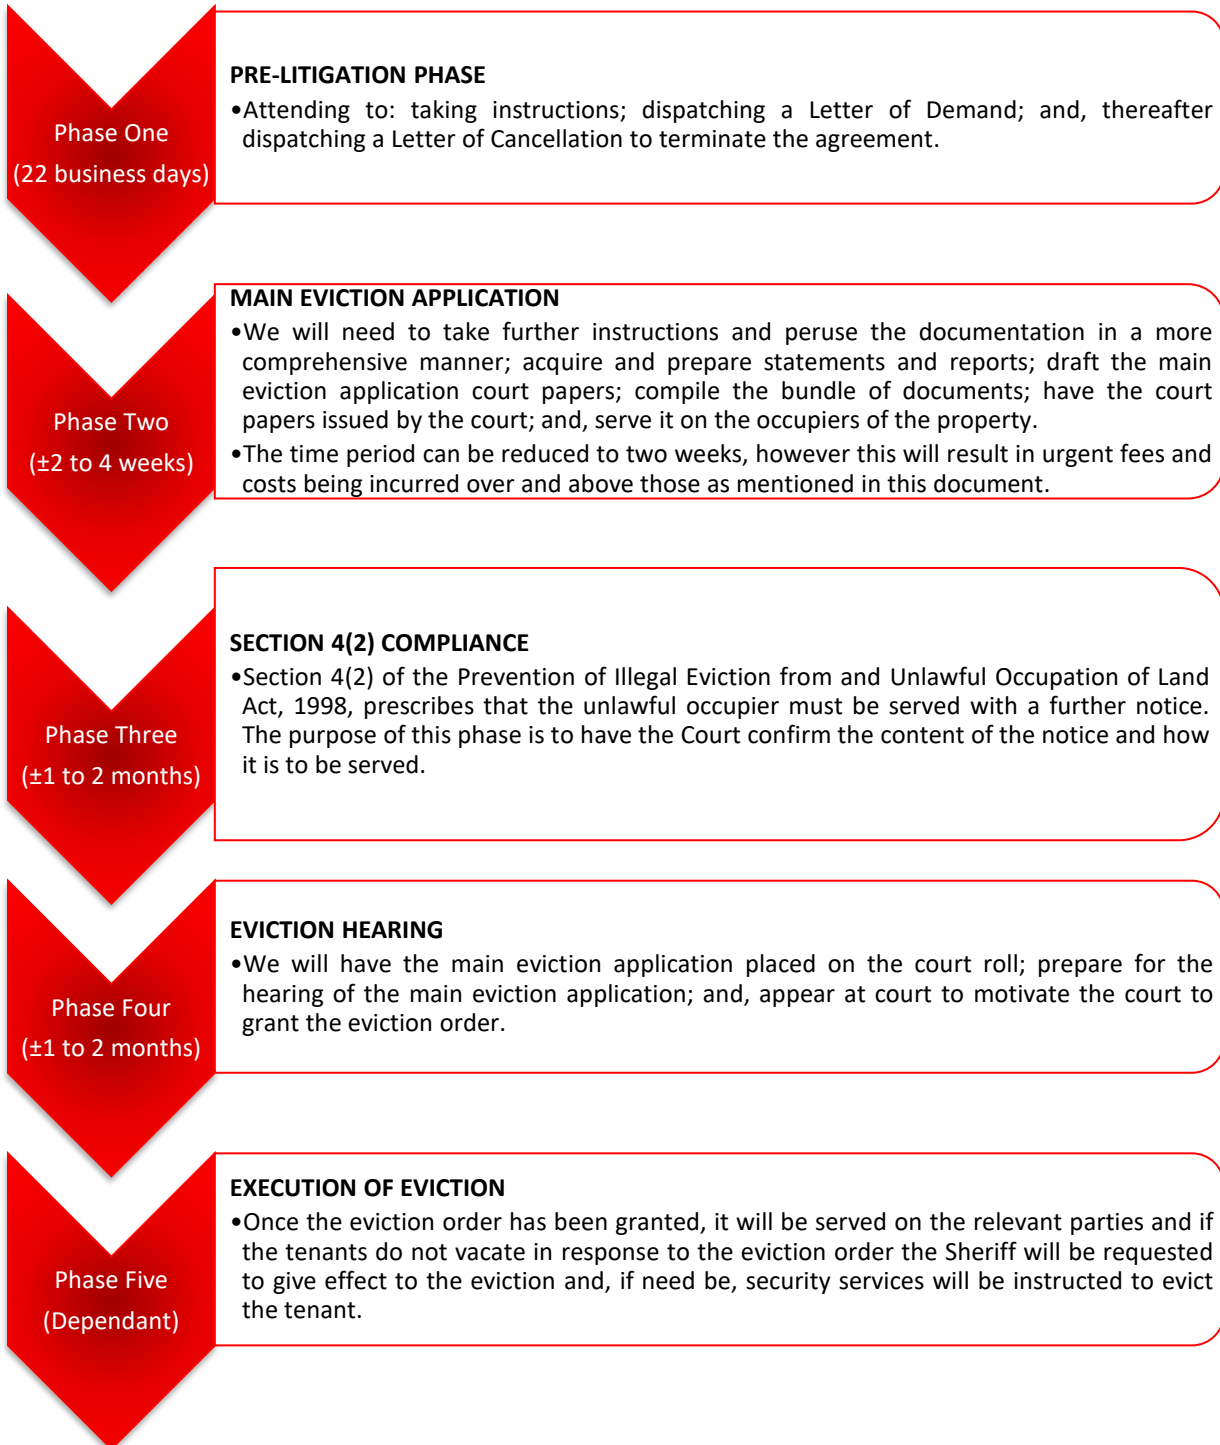 Phase One
(22 business days)
PRE-LITIGATION PHASE
•Attending to: taking instructions; dispatching a Letter of Demand; and, thereafter
dispatching a Letter of Cancellation to terminate the agreement.
Phase Two
(±2 to 4 weeks)
MAIN EVICTION APPLICATION
•We will need to take further instructions and peruse the documentation in a more
comprehensive manner; acquire and prepare statements and reports; draft the main
eviction application court papers; compile the bundle of documents; have the court
papers issued by the court; and, serve it on the occupiers of the property.
•The time period can be reduced to two weeks, however this will result in urgent fees and
costs being incurred over and above those as mentioned in this document.
Phase Three
(±1 to 2 months)
SECTION 4(2) COMPLIANCE
•Section 4(2) of the Prevention of Illegal Eviction from and Unlawful Occupation of Land
Act, 1998, prescribes that the unlawful occupier must be served with a further notice.
The purpose of this phase is to have the Court confirm the content of the notice and how
it is to be served.
Phase Four
(±1 to 2 months)
EVICTION HEARING
•We will have the main eviction application placed on the court roll; prepare for the
hearing of the main eviction application; and, appear at court to motivate the court to
grant the eviction order.
Phase Five
(Dependant)
EXECUTION OF EVICTION
•Once the eviction order has been granted, it will be served on the relevant parties and if
the tenants do not vacate in response to the eviction order the Sheriff will be requested
to give effect to the eviction and, if need be, security services will be instructed to evict
the tenant.